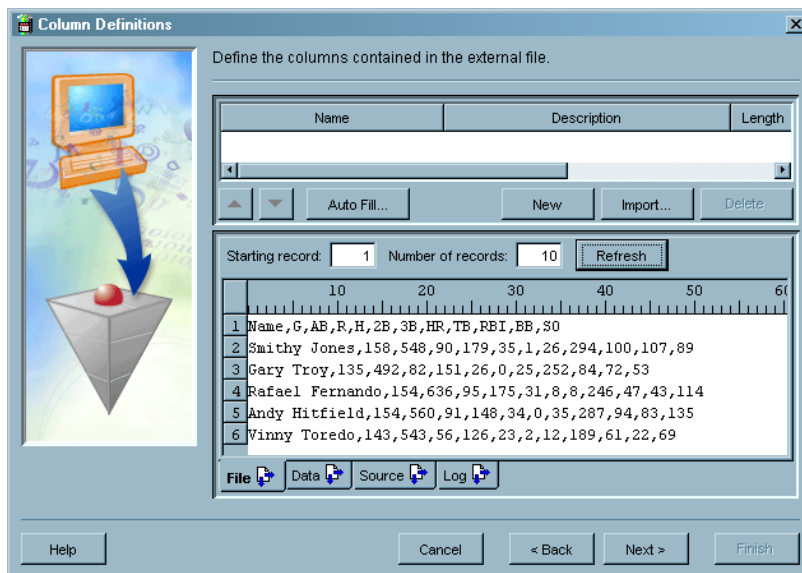 Column Definitions
Define the columns contained in the external file.
Name Description Length
Auto Fill... New Import... Delete
Starting record: 1 Number of records: 10 Refresh
10 20 30 40 50 60
1 Name,G,AB,R,H,2B,3B,HR,TB,RBI,BB,SO
2 Smithy Jones,158,548,90,179,35,1,26,294,100,107,89
3 Gary Troy,135,492,82,151,26,0,25,252,84,72,53
4 Rafael Fernando,154,636,95,175,31,8,8,246,47,43,114
5 Andy Hitfield,154,560,91,148,34,0,35,287,94,83,135
6 Vinny Toredo,143,543,56,126,23,2,12,189,61,22,69
File Data Source Log
Help Cancel < Back Next > Finish